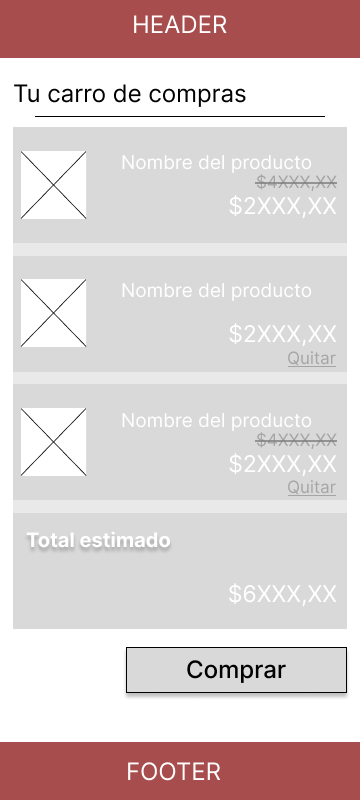 HEADER
Tu carro de compras
Nombre del producto
$4XXX,XX
$2XXX,XX
Nombre del producto
$2XXX,XX
Quitar
Nombre del producto
$4XXX,XX
$2XXX,XX
Quitar
Total estimado
$6XXX,XX
Comprar
FOOTER